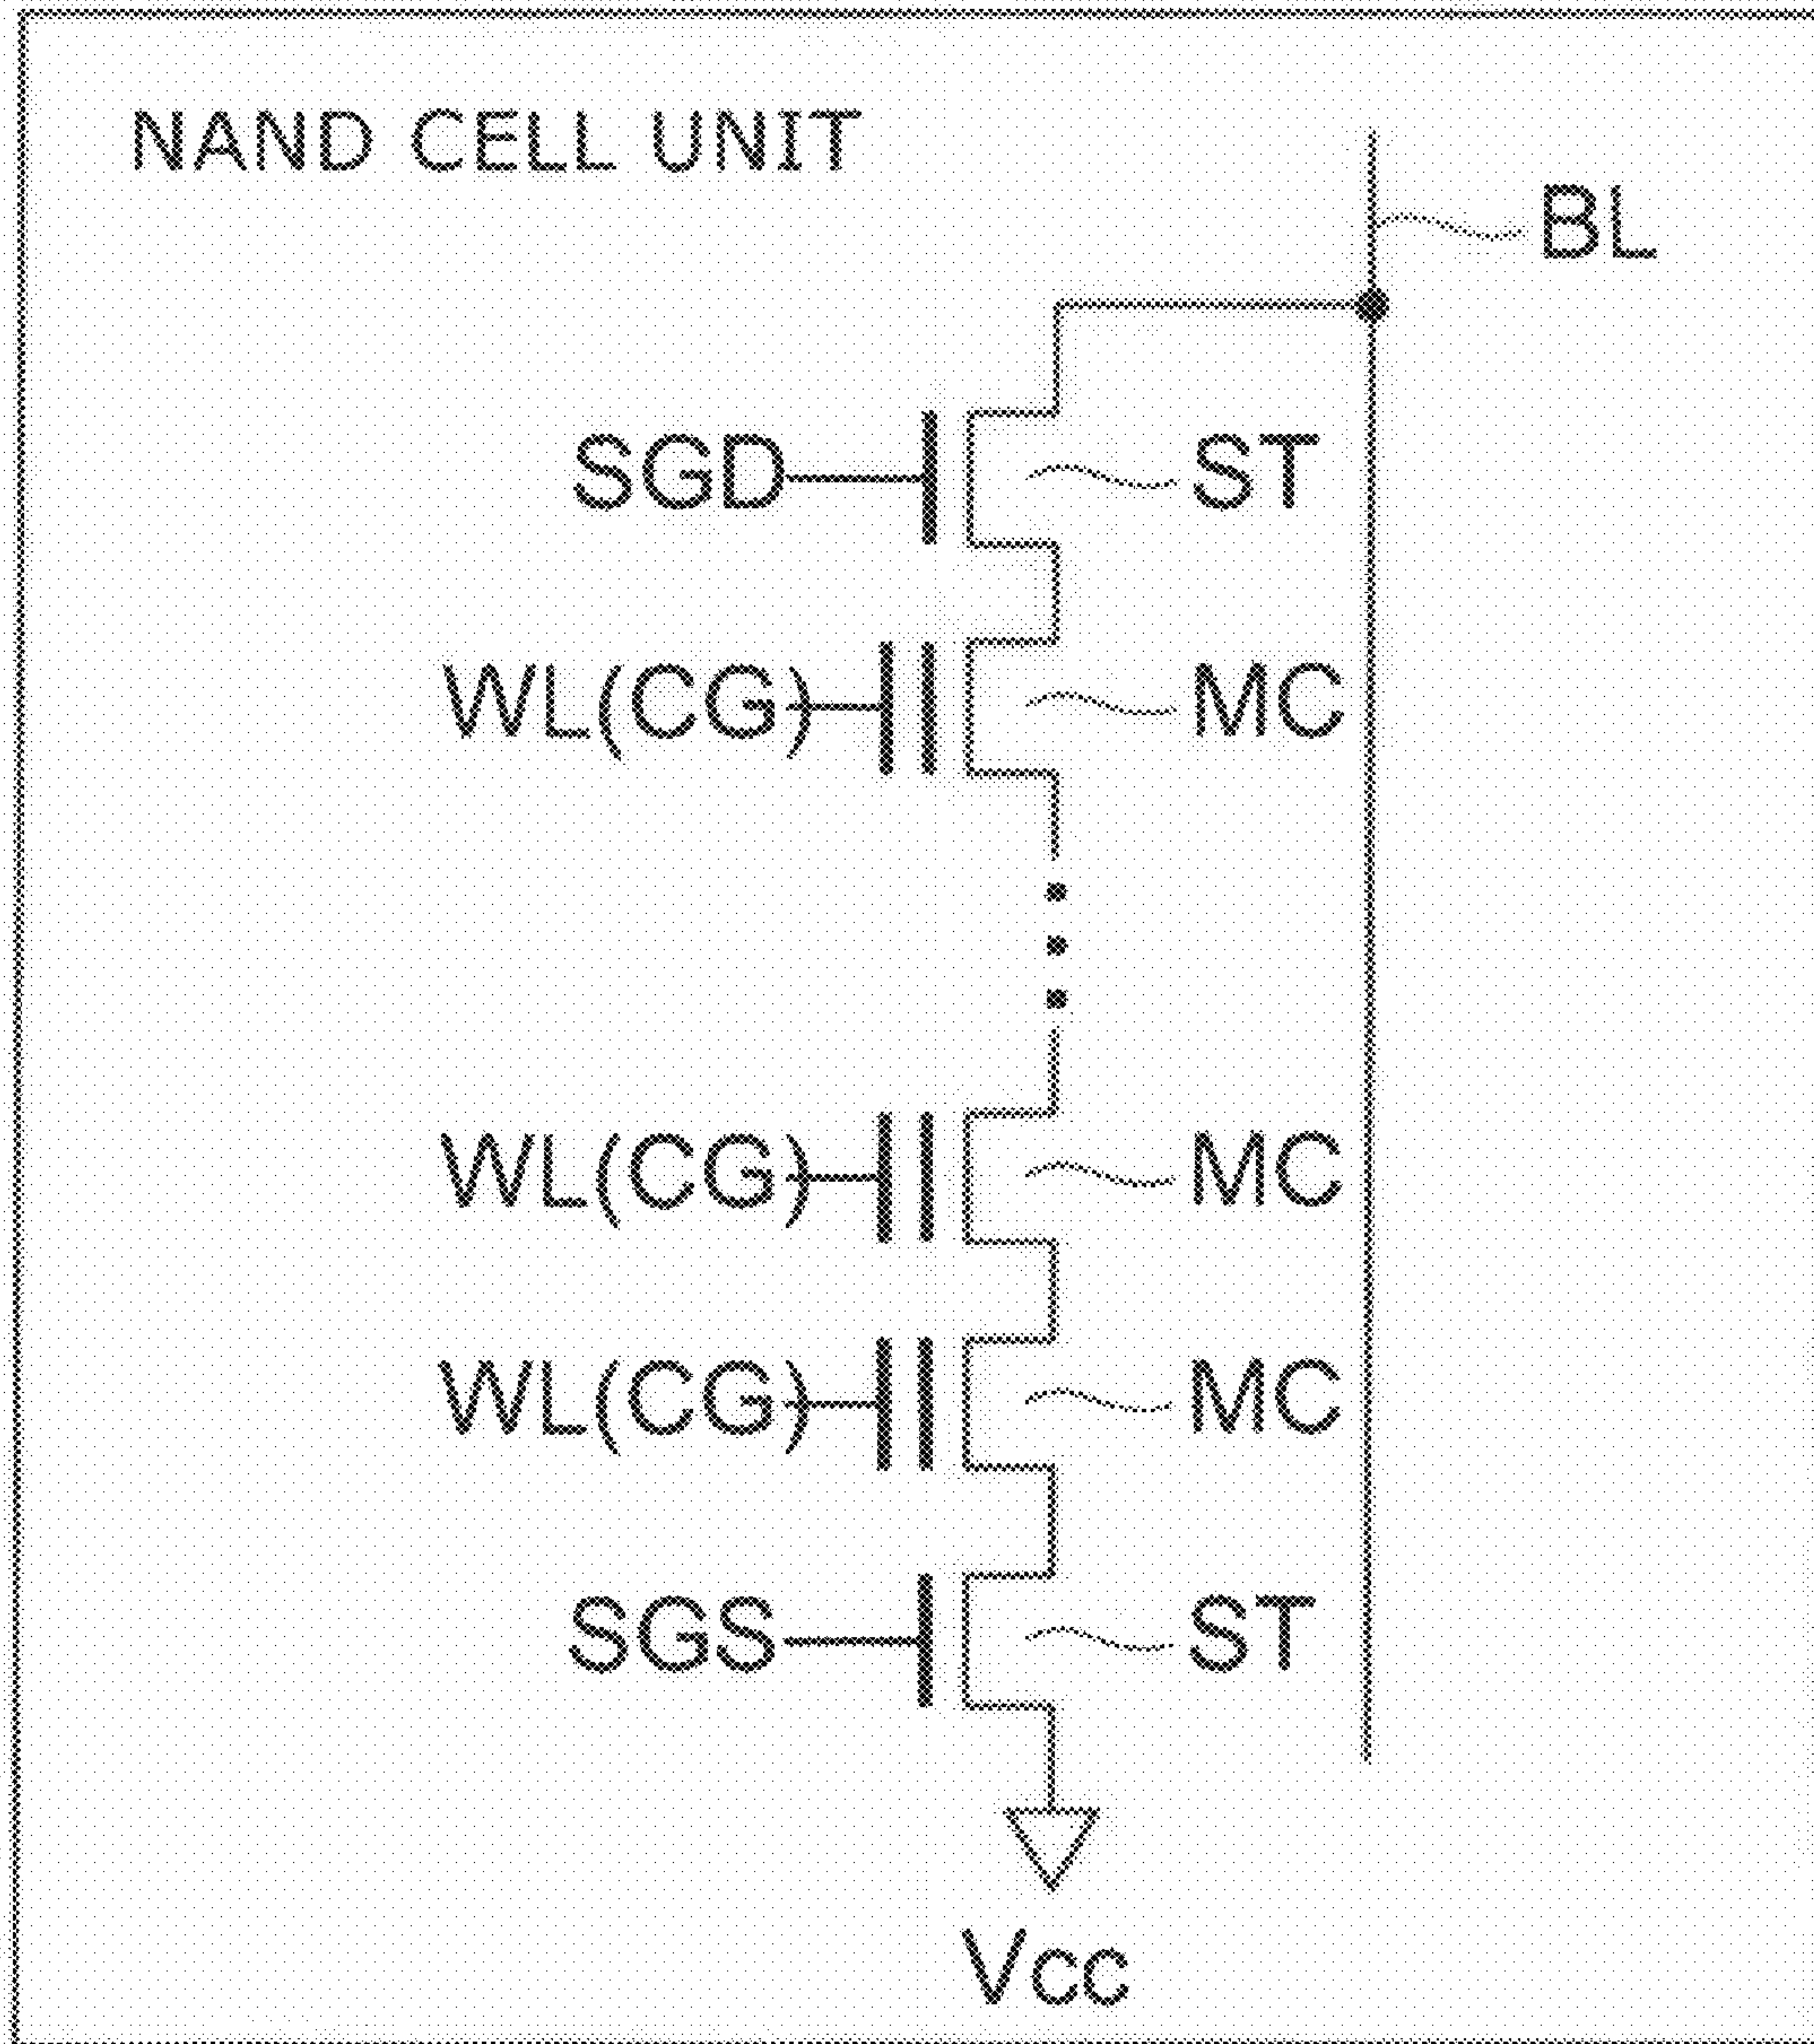 NAND CELL UNIT
BL
SGD ST
WL(CG) MC
WL(CG) MC
WL(CG) MC
SGS ST
Vcc